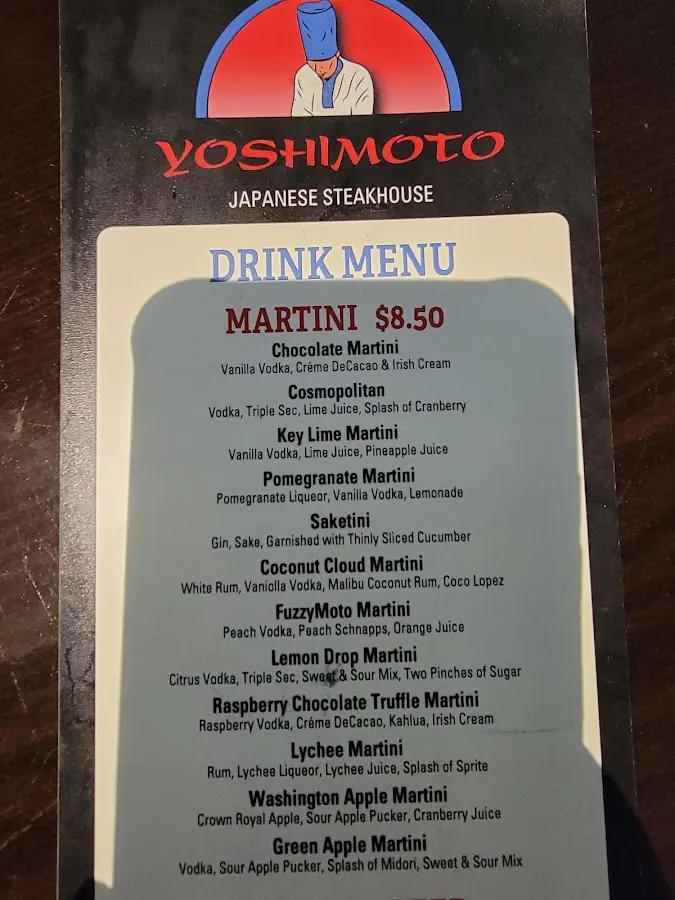 YOSHIMOTO
JAPANESE STEAKHOUSE
DRINK MENU
MARTINI $8.50
Chocolate Martini
Vanilla Vodka, Créme DeCacao & Irish Cream
Cosmopolitan
Vodka, Triple Sec, Lime Juice, Splash of Cranberry
Key Lime Martini
Vanilla Vodka, Lime Juice, Pineapple Juice
Pomegranate Martini
Pomegranate Liqueor, Vanilla Vodka, Lemonade
Saketini
Gin, Sake, Garnished with Thinly Sliced Cucumber
Coconut Cloud Martini
White Rum, Vaniolla Vodka, Malibu Coconut Rum, Coco Lopez
FuzzyMoto Martini
Peach Vodka, Peach Schnapps, Orange Juice
Lemon Drop Martini
Citrus Vodka, Triple Sec, Sweet & Sour Mix, Two Pinches of Sugar
Raspberry Chocolate Truffle Martini
Raspberry Vodka, Créme DeCacao, Kahlua, Irish Cream
Lychee Martini
Rum, Lychee Liqueur, Lychee Juice, Splash of Sprite
Washington Apple Martini
Crown Royal Apple, Sour Apple Pucker, Cranberry Juice
Green Apple Martini
Vodka, Sour Apple Pucker, Splash of Midori, Sweet & Sour Mix